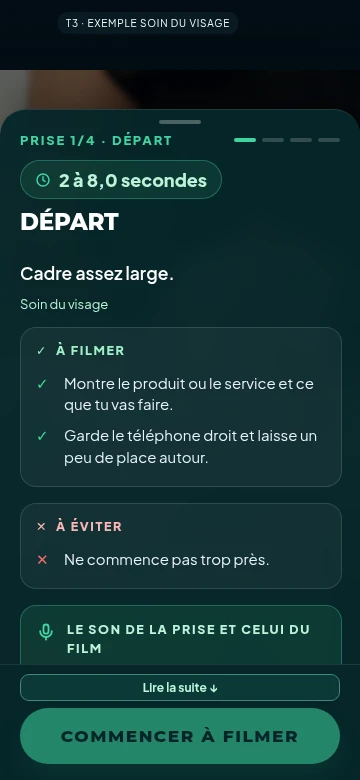 T3 · EXEMPLE SOIN DU VISAGE
PRISE 1/4 · DÉPART
2 à 8,0 secondes
DÉPART
Cadre assez large.
Soin du visage
✓ À FILMER
✓ Montre le produit ou le service et ce
que tu vas faire.
✓ Garde le téléphone droit et laisse un
peu de place autour.
✕ À ÉVITER
✕ Ne commence pas trop près.
LE SON DE LA PRISE ET CELUI DU
FILM
Lire la suite ↓
COMMENCER À FILMER